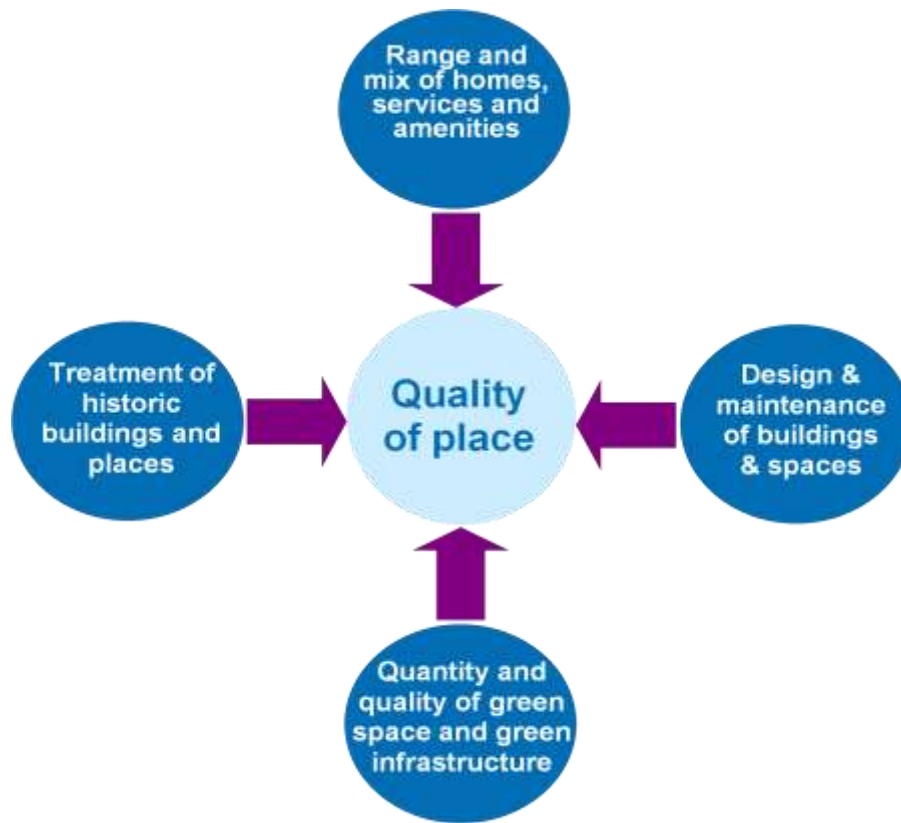 Range and
mix of homes,
services and
amenities
Treatment of
historic
buildings and
places
Quality
of place
Design &
maintenance
of buildings
& spaces
Quantity and
quality of green
space and green
infrastructure